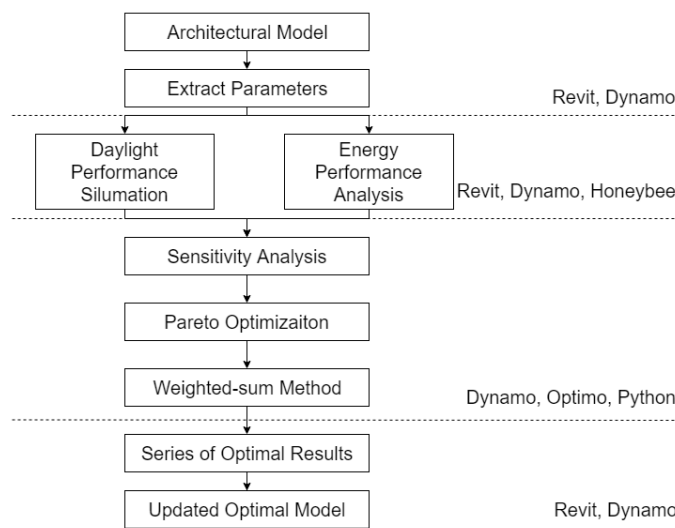 Architectural Model
Extract Parameters
Revit, Dynamo
Daylight
Performance
Silumation
Energy
Performance
Analysis
Revit, Dynamo, Honeybee
Sensitivity Analysis
Pareto Optimizaiton
Weighted-sum Method
Dynamo, Optimo, Python
Series of Optimal Results
Updated Optimal Model
Revit, Dynamo